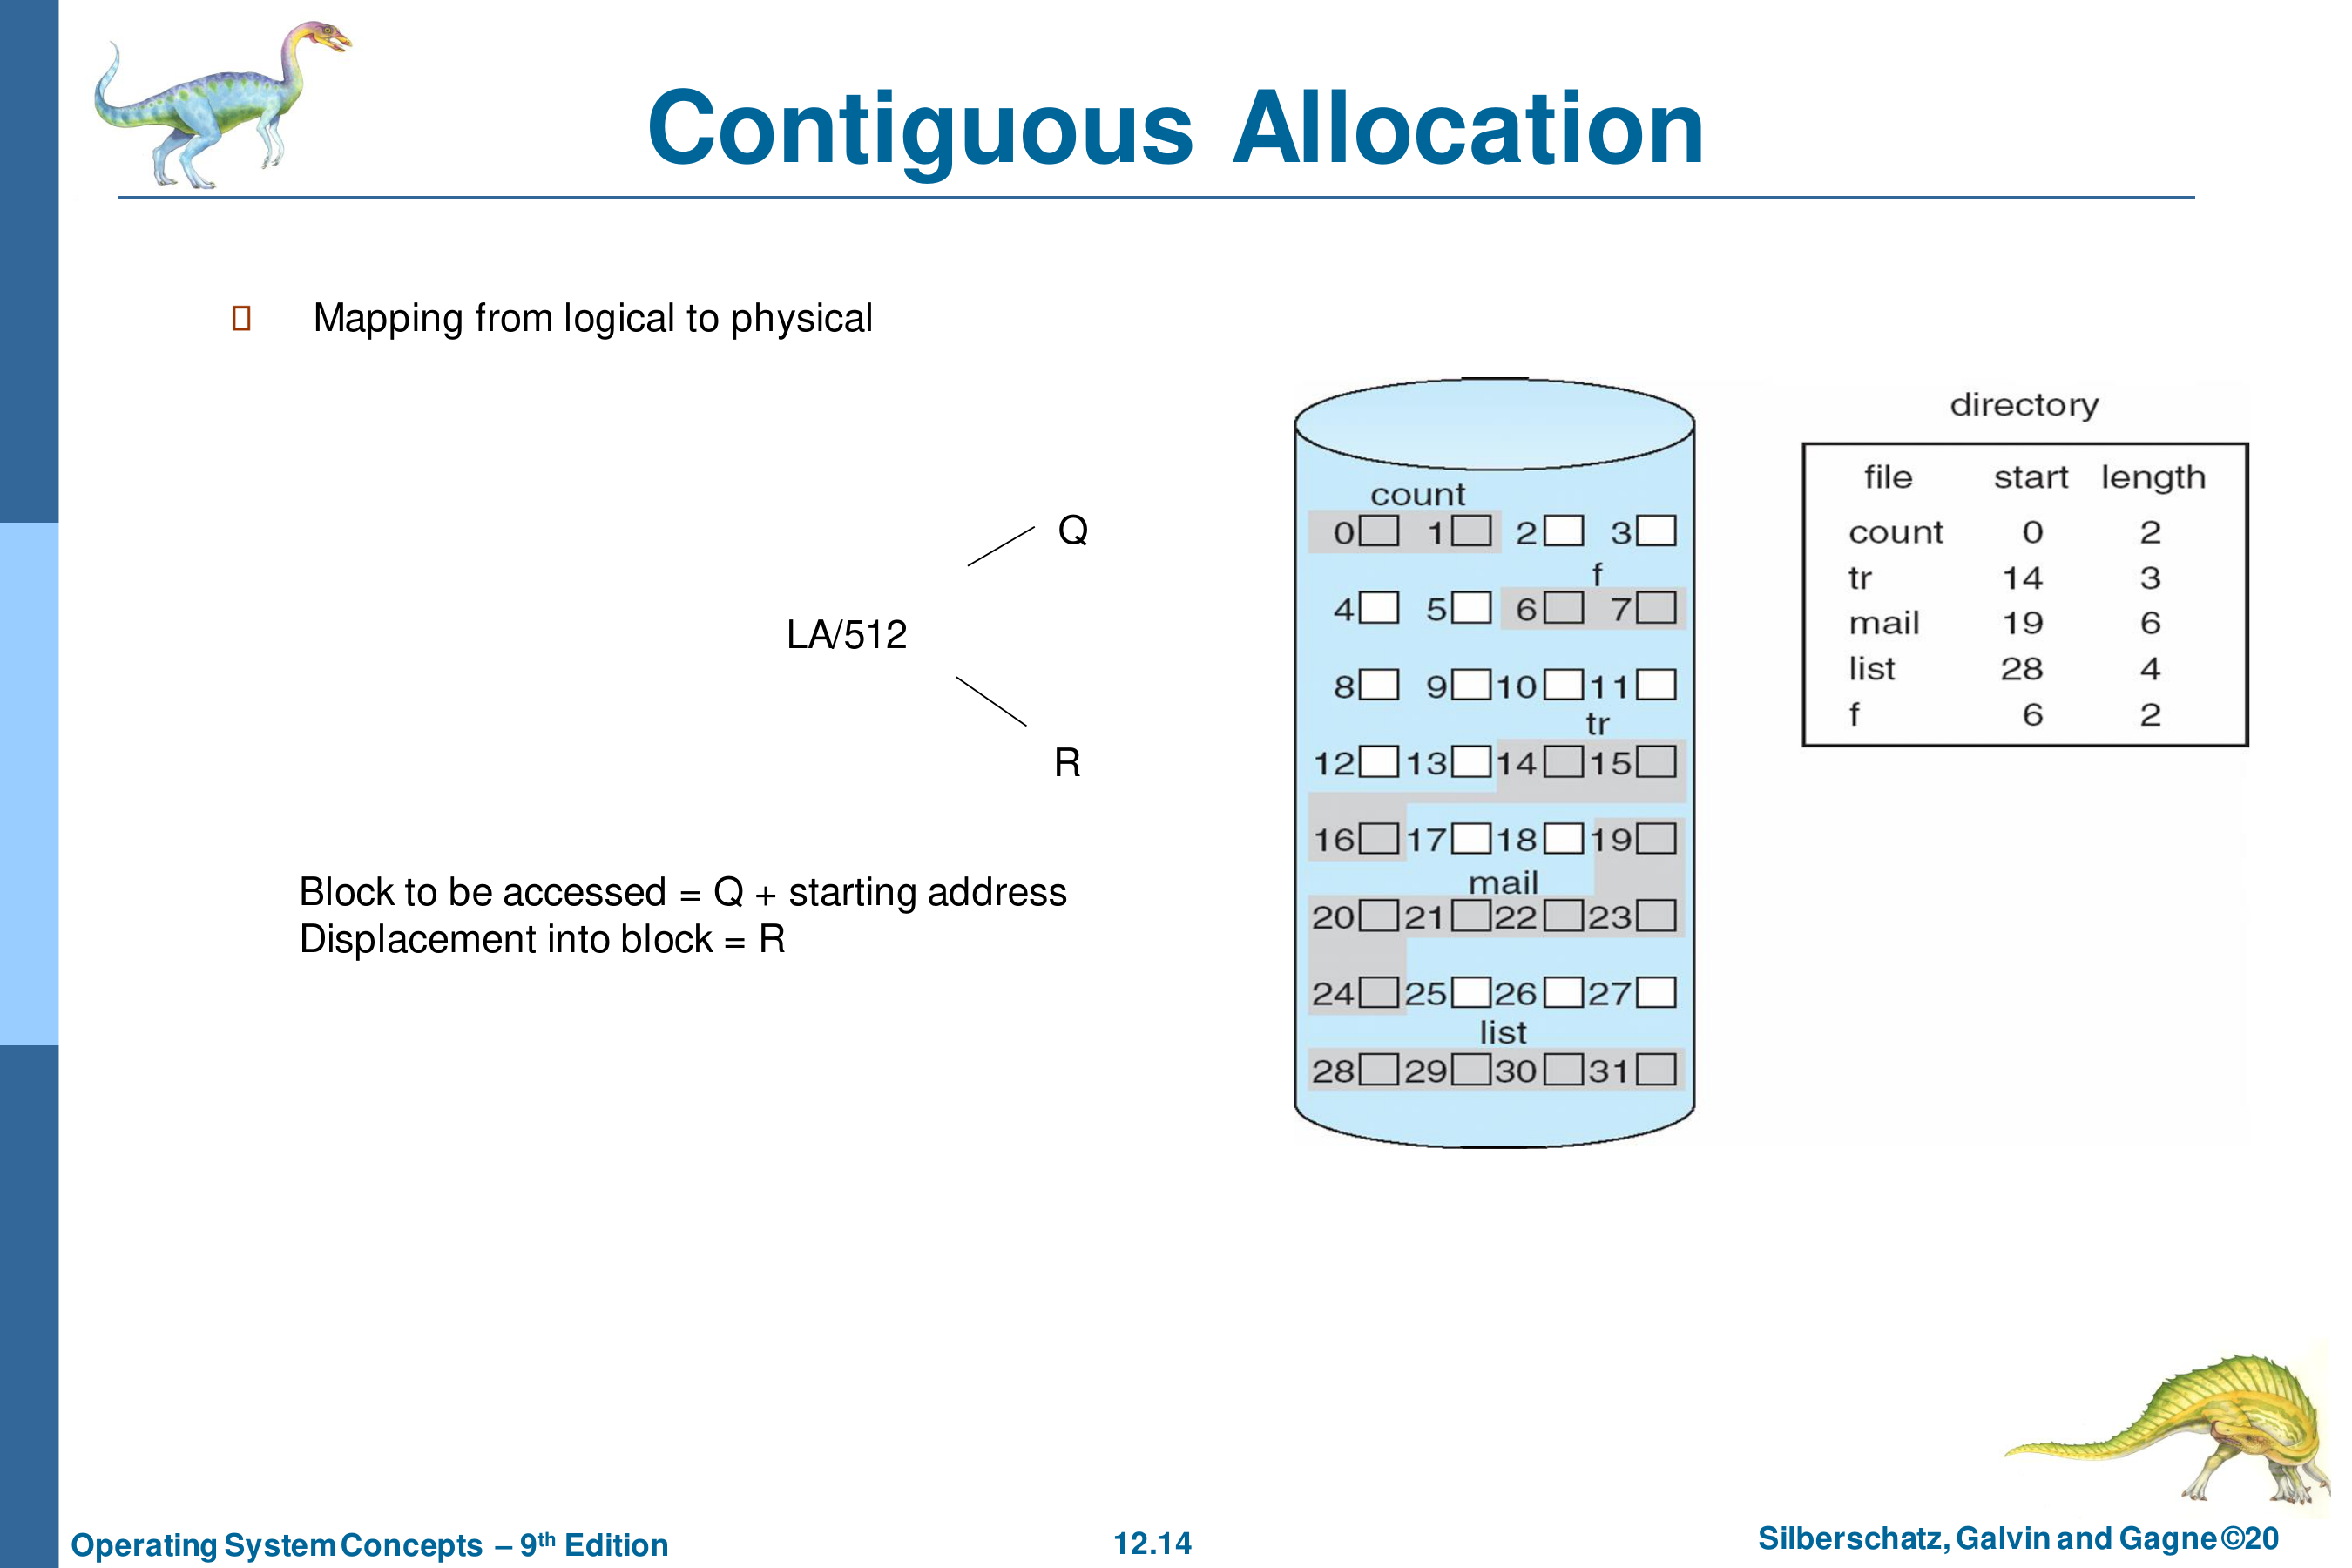 Contiguous Allocation
Mapping from logical to physical
Q
LA/512
R
Block to be accessed = Q + starting address
Displacement into block = R
count
0 1 2 3
f
4 5 6 7
8 9 10 11
tr
12 13 14 15
16 17 18 19
mail
20 21 22 23
24 25 26 27
list
28 29 30 31
directory
file start length
count 0 2
tr 14 3
mail 19 6
list 28 4
f 6 2
Operating System Concepts – 9th Edition
12.14
Silberschatz, Galvin and Gagne ©20